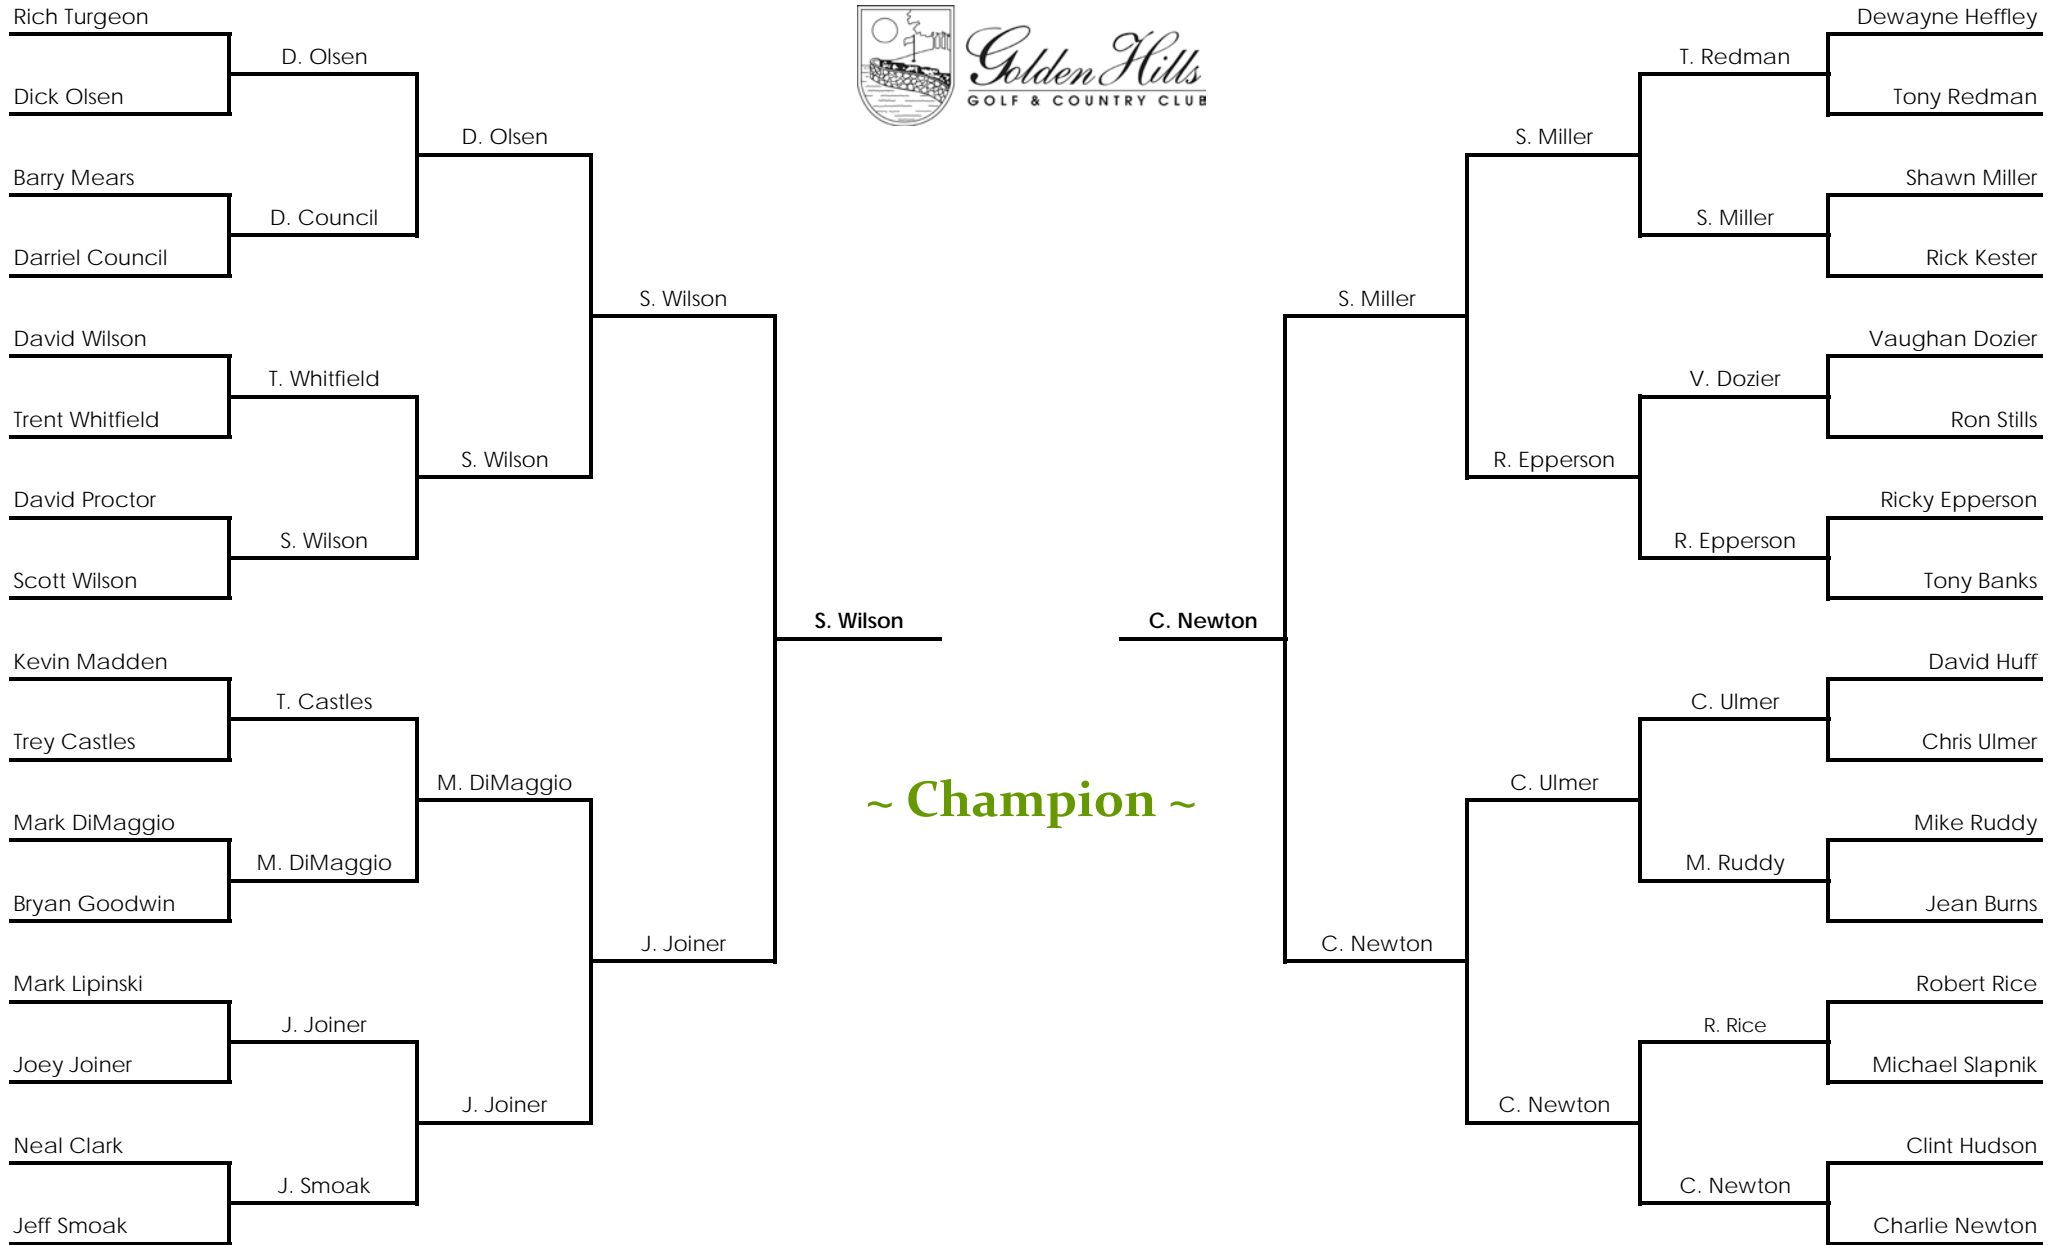 Rich Turgeon
D. Olsen
Dick Olsen
D. Olsen
Barry Mears
D. Council
Darriel Council
S. Wilson
David Wilson
T. Whitfield
Trent Whitfield
S. Wilson
David Proctor
S. Wilson
Scott Wilson
S. Wilson
Kevin Madden
T. Castles
Trey Castles
M. DiMaggio
Mark DiMaggio
M. DiMaggio
Bryan Goodwin
J. Joiner
Mark Lipinski
J. Joiner
Joey Joiner
J. Joiner
Neal Clark
J. Smoak
Jeff Smoak
Golden Hills
GOLF & COUNTRY CLUB
~ Champion ~
Dewayne Heffley
T. Redman
Tony Redman
S. Miller
Shawn Miller
S. Miller
Rick Kester
S. Miller
Vaughan Dozier
V. Dozier
Ron Stills
R. Epperson
Ricky Epperson
R. Epperson
Tony Banks
C. Newton
David Huff
C. Ulmer
Chris Ulmer
C. Ulmer
Mike Ruddy
M. Ruddy
Jean Burns
C. Newton
Robert Rice
R. Rice
Michael Slapnik
C. Newton
Clint Hudson
C. Newton
Charlie Newton